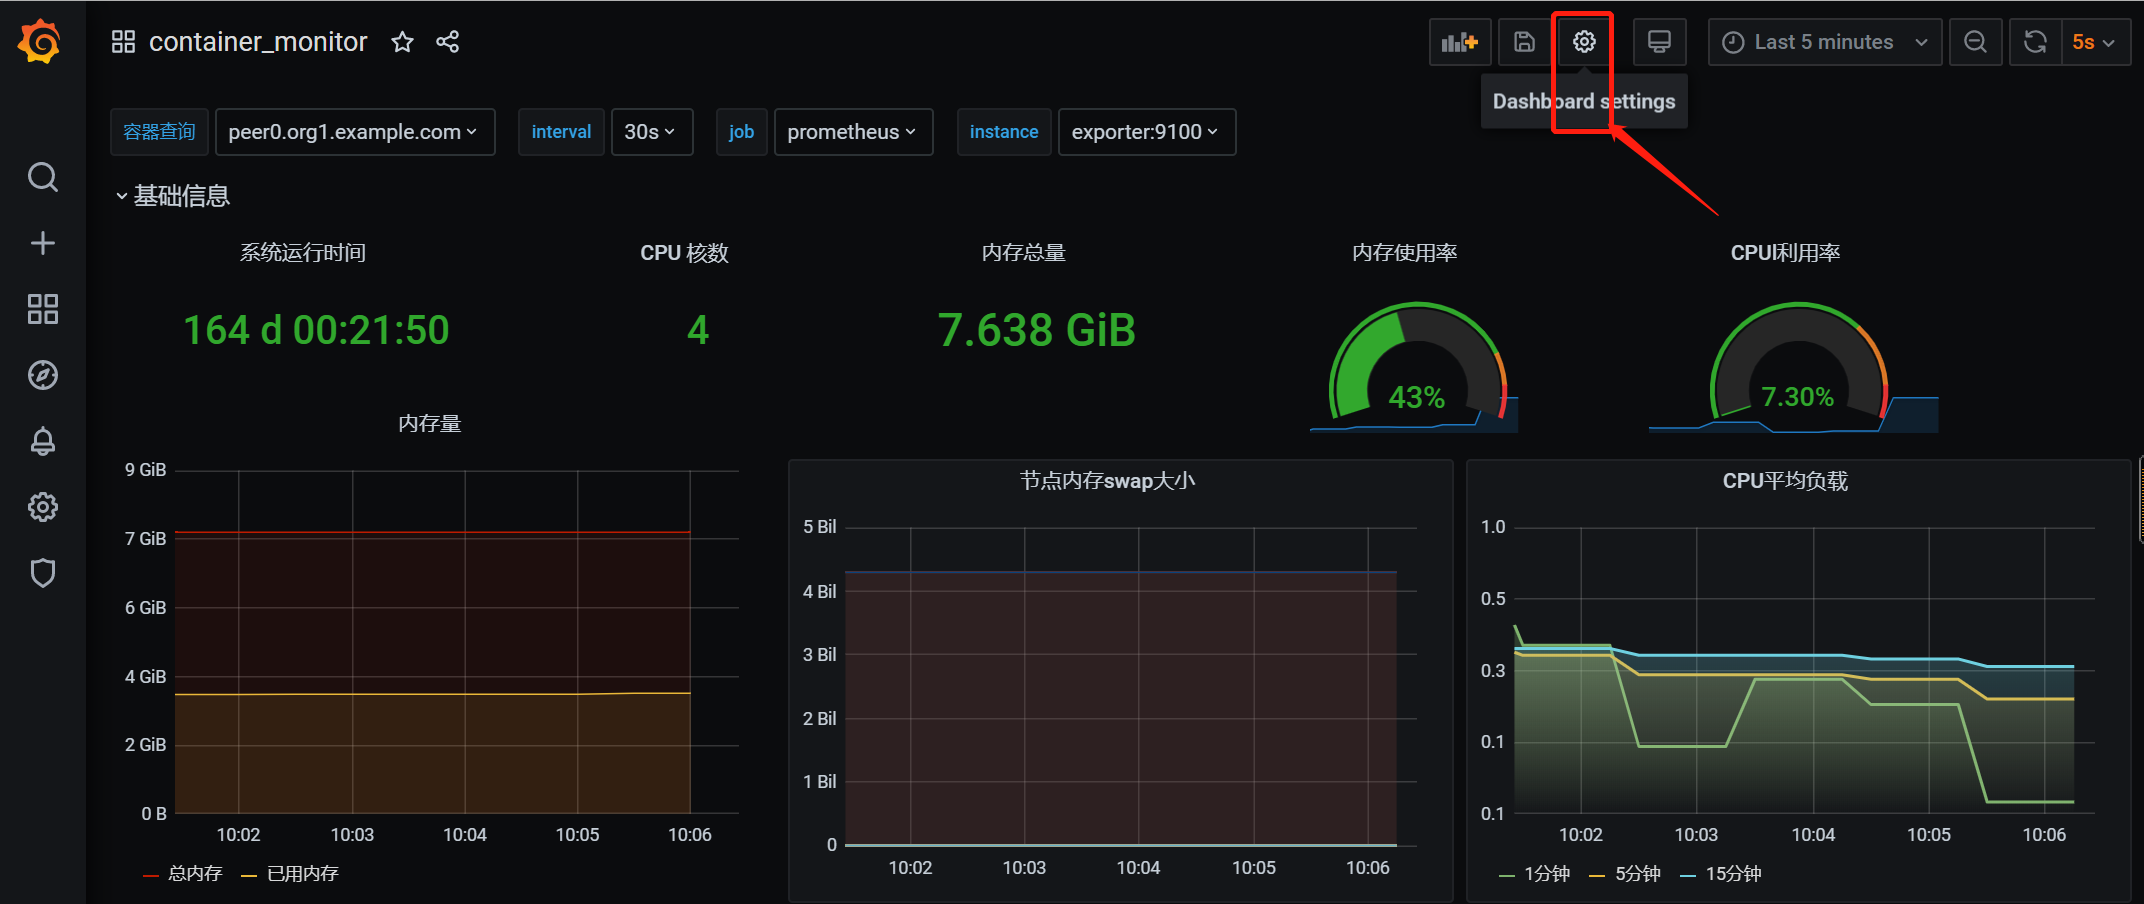 container_monitor
Last 5 minutes
5s
Dashboard settings
容器查询 peer0.org1.example.com
interval 30s
job prometheus
instance exporter:9100
基础信息
系统运行时间
164 d 00:21:50
CPU 核数
4
内存总量
7.638 GiB
内存使用率
43%
CPUl利用率
7.30%
内存量
9 GiB
7 GiB
6 GiB
4 GiB
2 GiB
0 B
10:02 10:03 10:04 10:05 10:06
总内存 已用内存
节点内存swap大小
5 Bil
4 Bil
3 Bil
2 Bil
1 Bil
0
10:02 10:03 10:04 10:05 10:06
CPU平均负载
1.0
0.5
0.3
0.1
0.1
10:02 10:03 10:04 10:05 10:06
1分钟 5分钟 15分钟